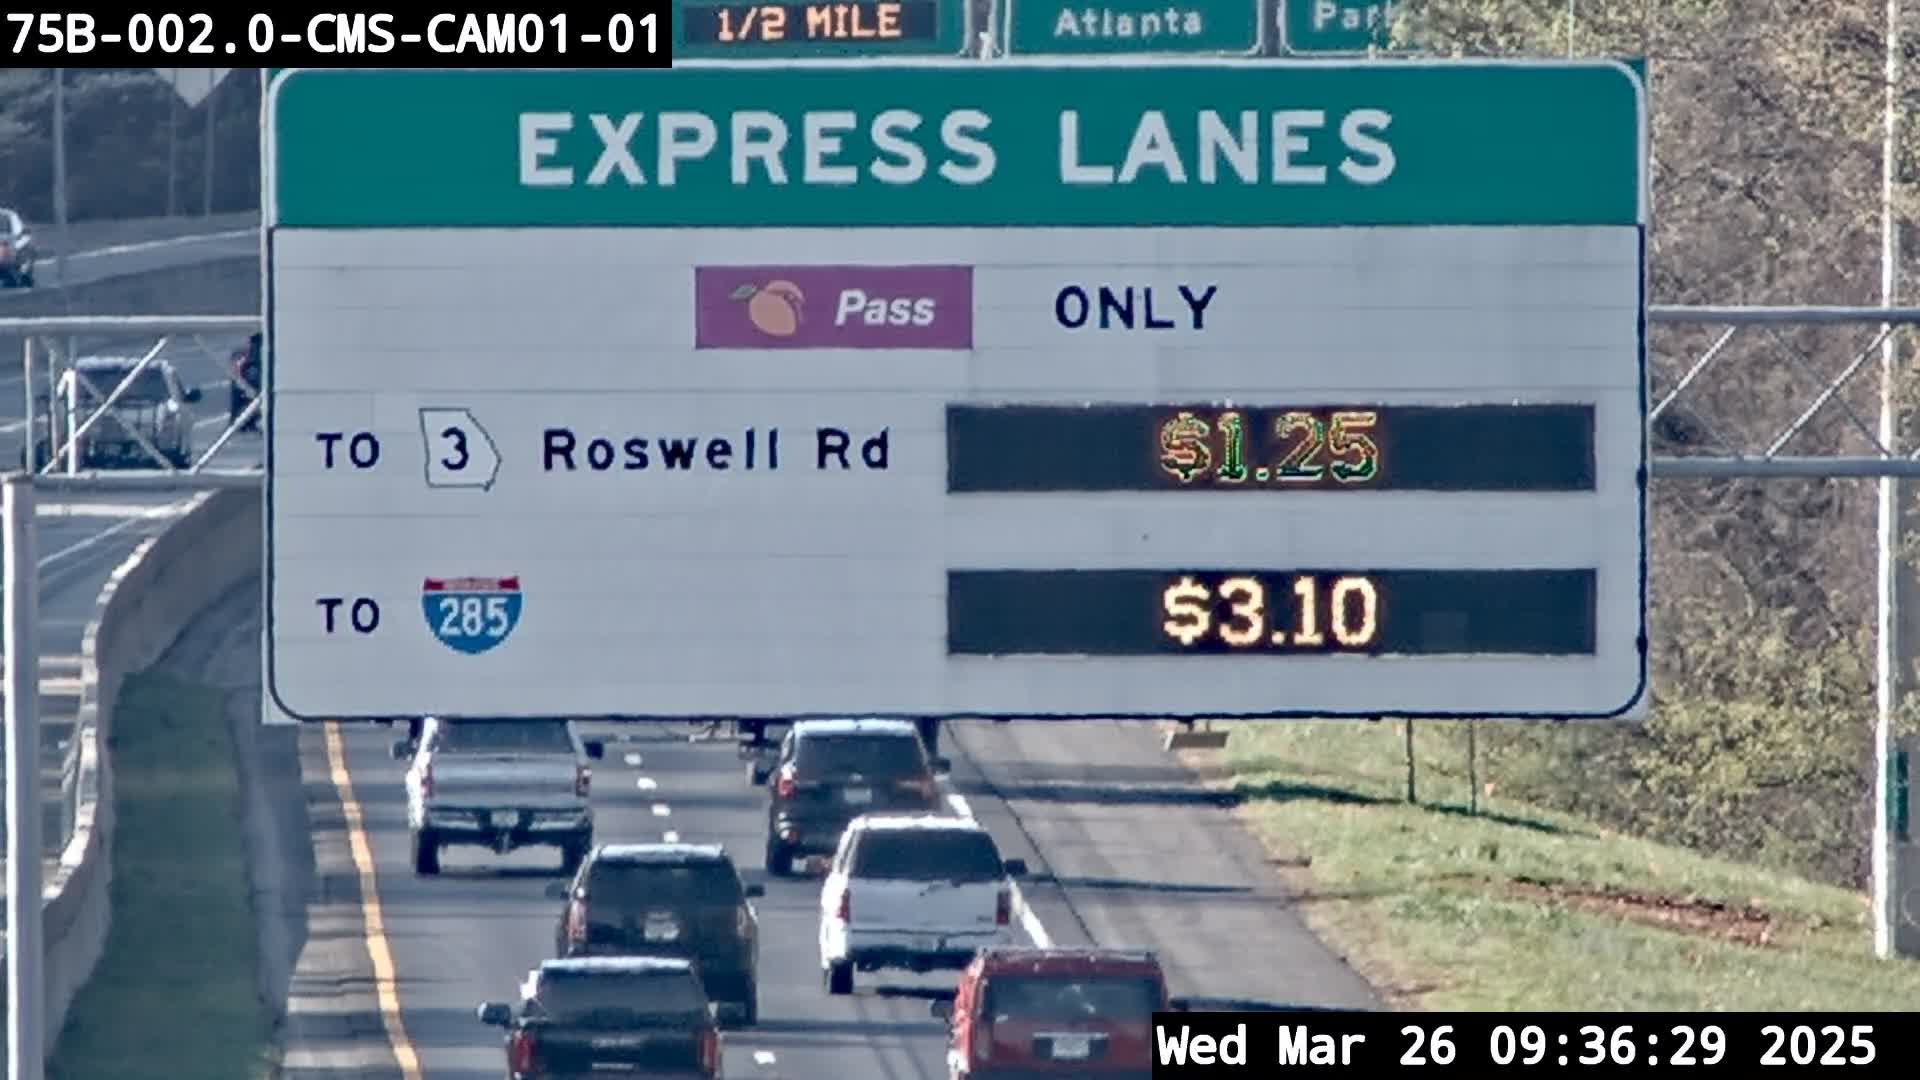 75B-002.0-CMS-CAM01-01
1/2 MILE
Atlanta
EXPRESS LANES
Pass ONLY
TO 3 Roswell Rd $1.25
TO 285 $3.10
Wed Mar 26 09:36:29 2025